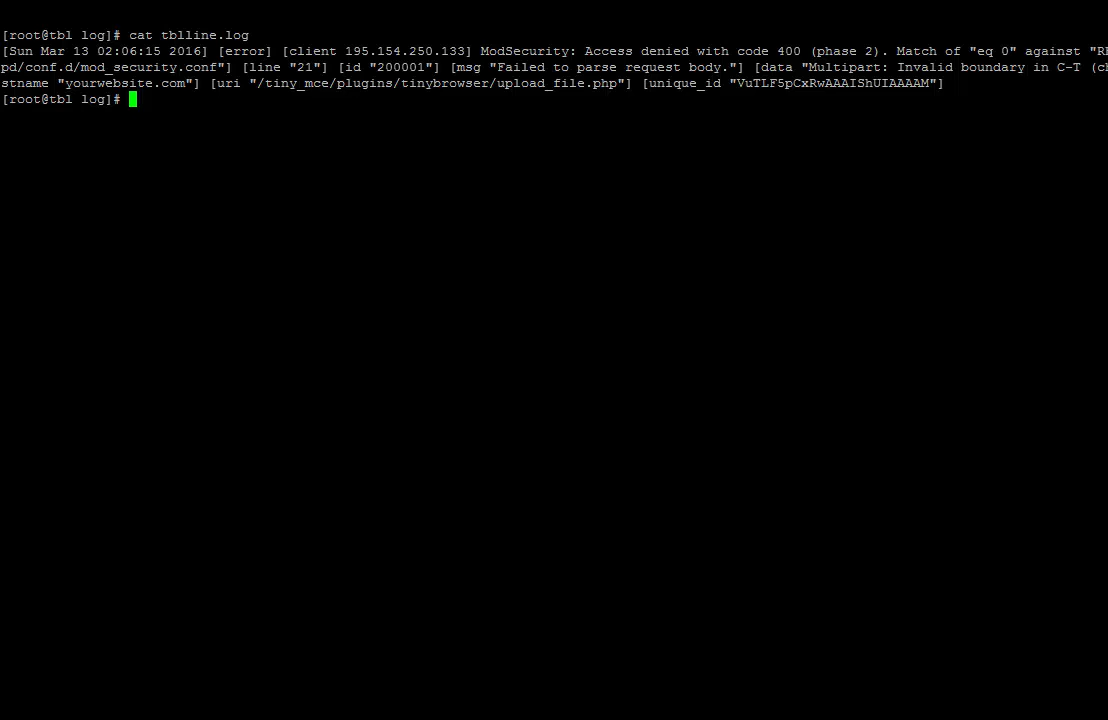 [root@tbl log]# cat tblline.log
[Sun Mar 13 02:06:15 2016] [error] [client 195.154.250.133] ModSecurity: Access denied with code 400 (phase 2). Match of "eq 0" against "RE
pd/conf.d/mod_security.conf"] [line "21"] [id "200001"] [msg "Failed to parse request body."] [data "Multipart: Invalid boundary in C-T (ch
stname "yourwebsite.com"] [uri "/tiny_mce/plugins/tinybrowser/upload_file.php"] [unique_id "VuTLF5pCxRwAAAIShUIAAAAM"]
[root@tbl log]#